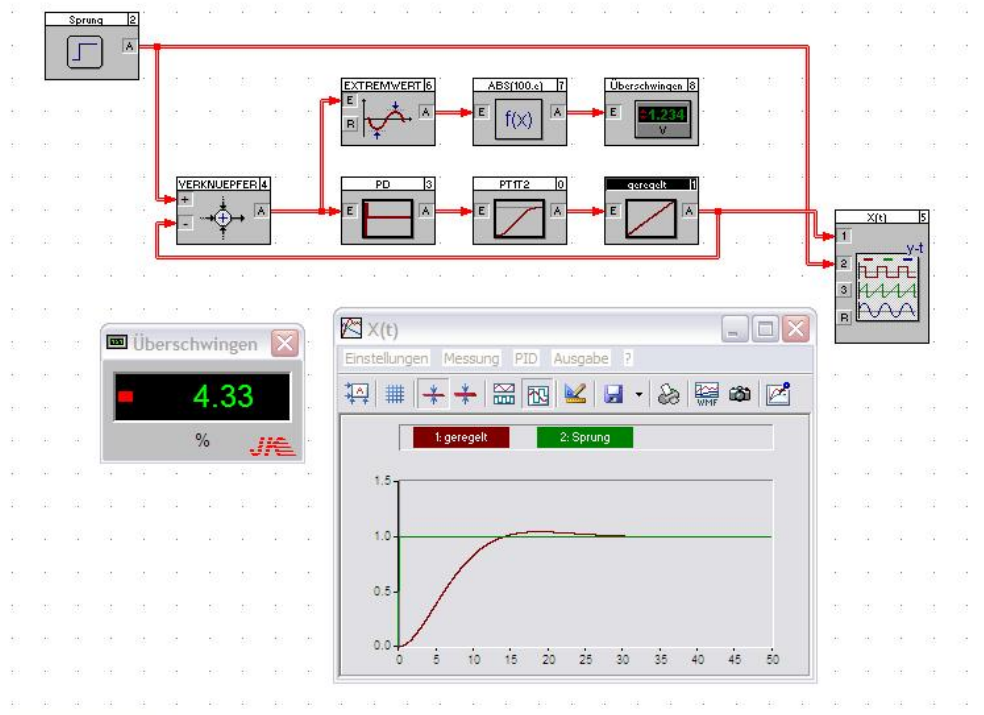 Sprung 2
A
EXTREMWERT 6
E
R
A
ABS(100.e) 7
E
f(x)
A
Überschwingen 8
E
-1.234
V
VERKNUEPFER 4
+
-
A
PD 3
E
A
PT1T2 0
E
A
geregelt 1
E
A
X(t) 5
y-t
1
2
3
R
Überschwingen
4.33
%
X(t)
Einstellungen Messung PID Ausgabe ?
A
WMF
1: geregelt
2: Sprung
1.5
1.0
0.5
0.0
0 5 10 15 20 25 30 35 40 45 50